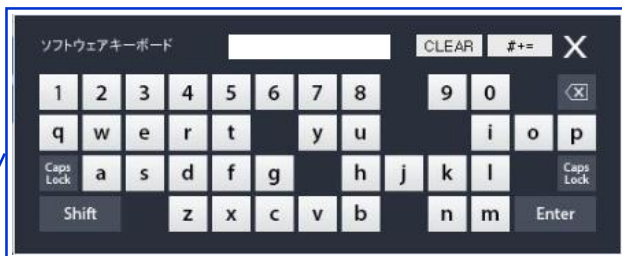 ソフトウェアキーボード CLEAR #+= X
1 2 3 4 5 6 7 8 9 0
q w e r t y u i o p
Caps Lock a s d f g h j k l Caps Lock
Shift z x c v b n m Enter